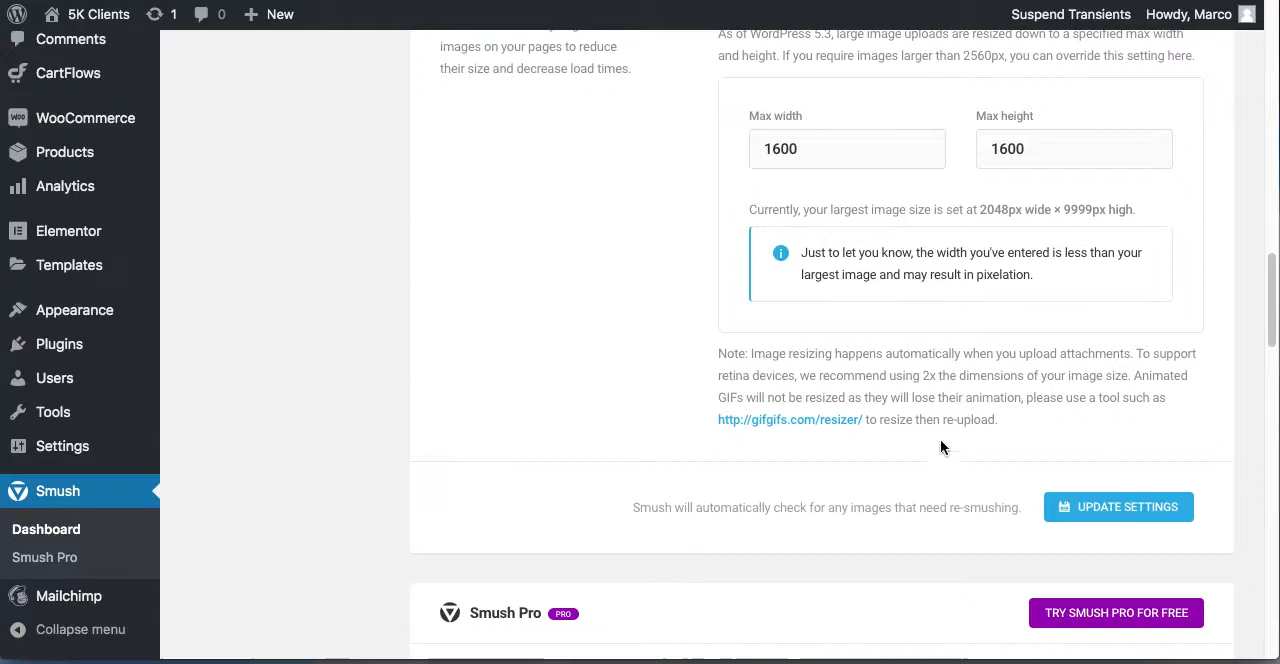 5K Clients 1 0 New Suspend Transients Howdy, Marco
Comments
CartFlows
WooCommerce
Products
Analytics
Elementor
Templates
Appearance
Plugins
Users
Tools
Settings
Smush
Dashboard
Smush Pro
Mailchimp
Collapse menu
images on your pages to reduce
their size and decrease load times.
As of WordPress 5.3, large image uploads are resized down to a specified max width
and height. If you require images larger than 2560px, you can override this setting here.
Max width Max height
1600 1600
Currently, your largest image size is set at 2048px wide × 9999px high.
Just to let you know, the width you've entered is less than your
largest image and may result in pixelation.
Note: Image resizing happens automatically when you upload attachments. To support
retina devices, we recommend using 2x the dimensions of your image size. Animated
GIFs will not be resized as they will lose their animation, please use a tool such as
http://gifgifs.com/resizer/ to resize then re-upload.
Smush will automatically check for any images that need re-smushing. UPDATE SETTINGS
Smush Pro PRO TRY SMUSH PRO FOR FREE